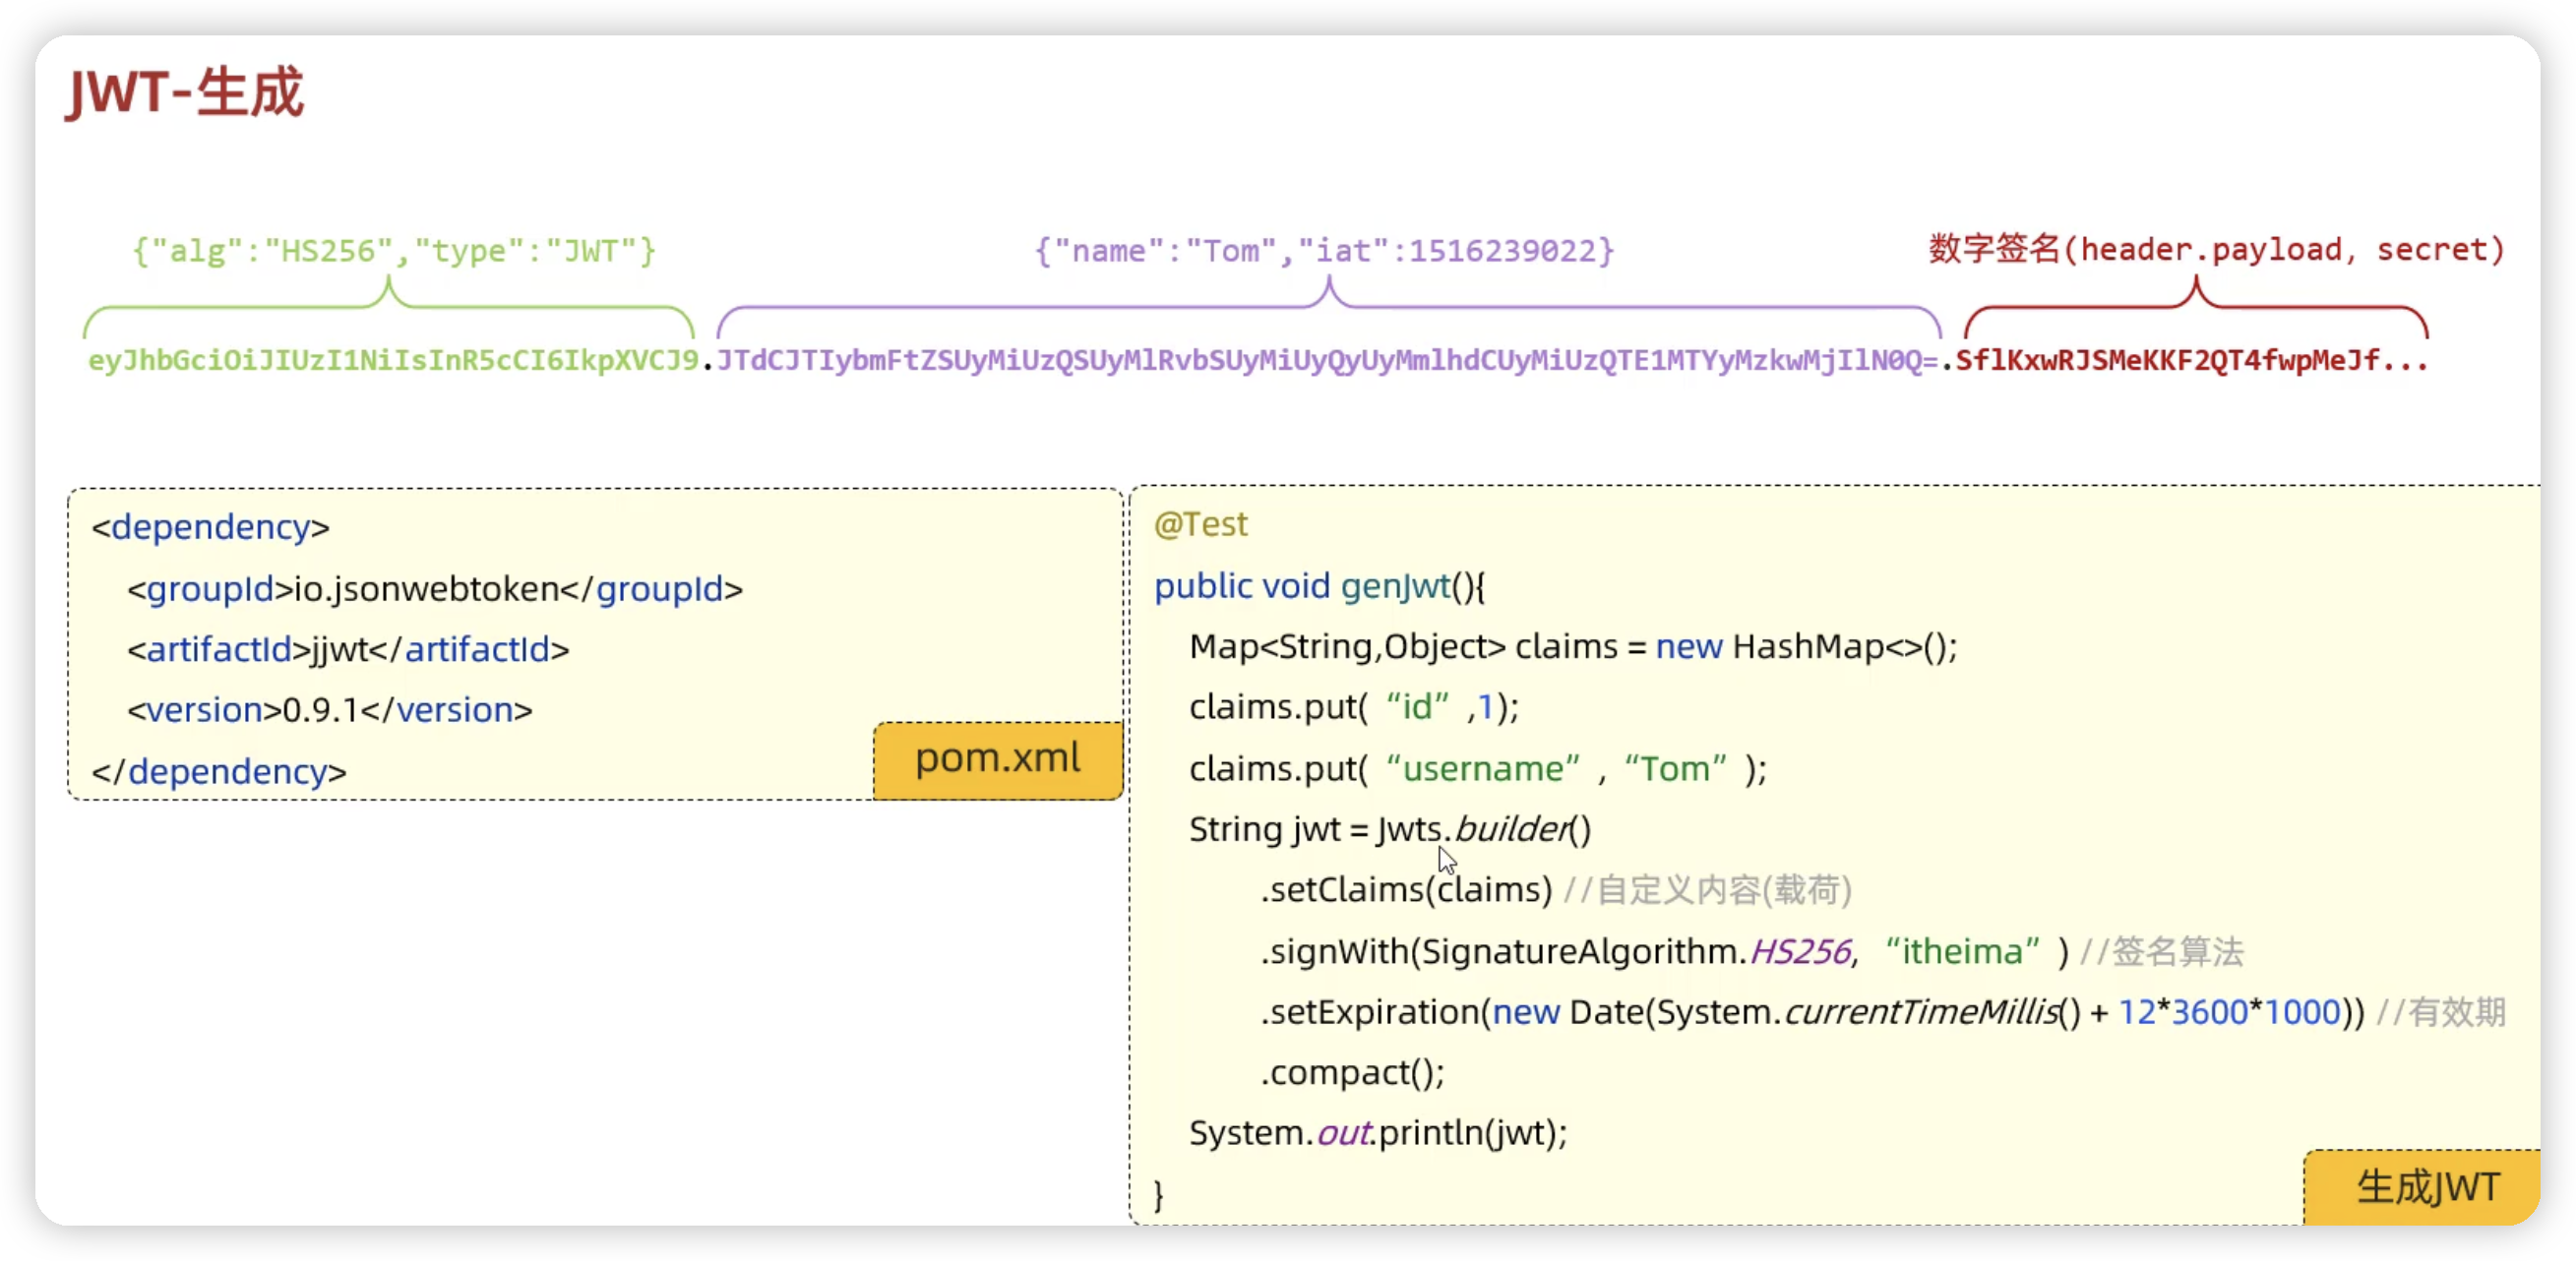 JWT-生成
{"alg":"HS256","type":"JWT"}
{"name":"Tom","iat":1516239022}
数字签名(header.payload, secret)
eyJhbGciOiJIUzI1NiIsInR5cCI6IkpXVCJ9.JTdCJTIybmFtZSUyMiUzQSUyMlRvbSUyMiUyQyUyMmlhdCUyMiUzQTE1MTYyMzkwMjIlN0Q=.SflKxwRJSMeKKF2QT4fwpMeJf...
<dependency>
<groupId>io.jsonwebtoken</groupId>
<artifactId>jjwt</artifactId>
<version>0.9.1</version>
</dependency>
pom.xml
@Test
public void genJwt(){
Map<String,Object> claims = new HashMap<>();
claims.put( “id” ,1);
claims.put( “username” , “Tom” );
String jwt = Jwts.builder()
.setClaims(claims) //自定义内容(载荷)
.signWith(SignatureAlgorithm.HS256, “itheima” ) //签名算法
.setExpiration(new Date(System.currentTimeMillis() + 12*3600*1000)) //有效期
.compact();
System.out.println(jwt);
}
生成JWT